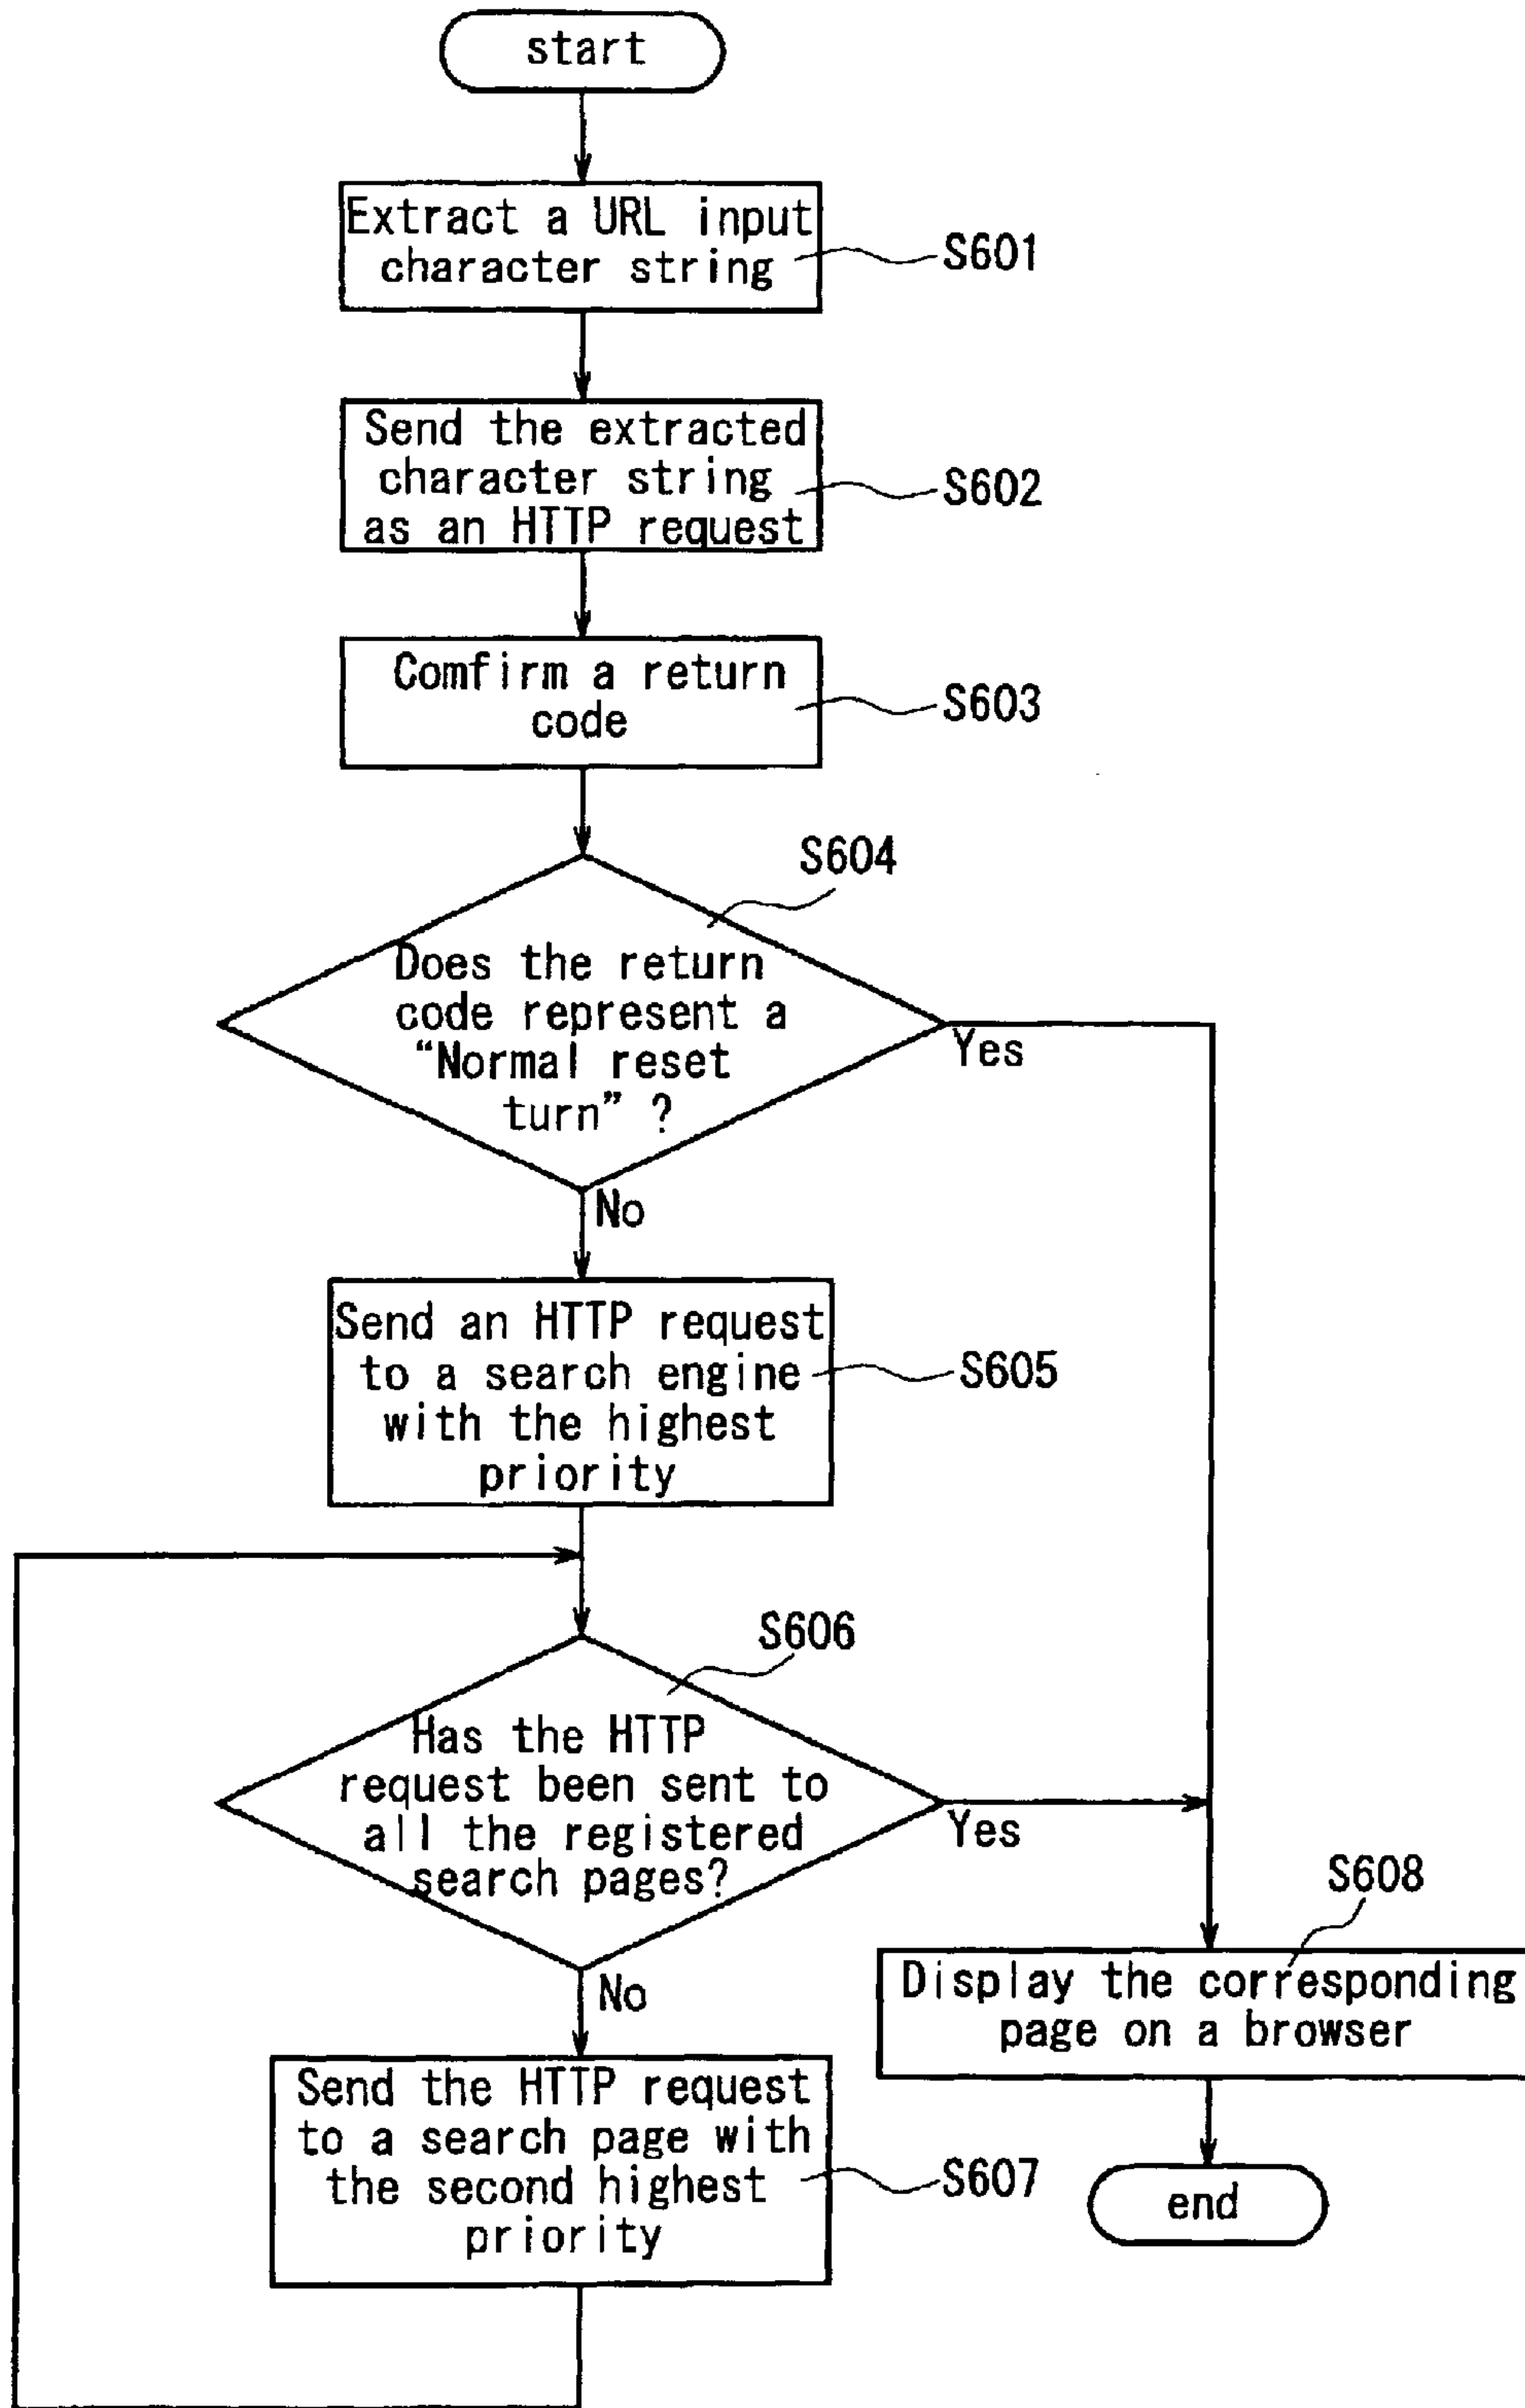 start
Extract a URL input
character string
S601
Send the extracted
character string
as an HTTP request
S602
Comfirm a return
code
S603
S604
Does the return
code represent a
“Normal reset
turn” ?
Yes
No
Send an HTTP request
to a search engine
with the highest
priority
S605
S606
Has the HTTP
request been sent to
all the registered
search pages?
Yes
No
S608
Display the corresponding
page on a browser
Send the HTTP request
to a search page with
the second highest
priority
S607
end